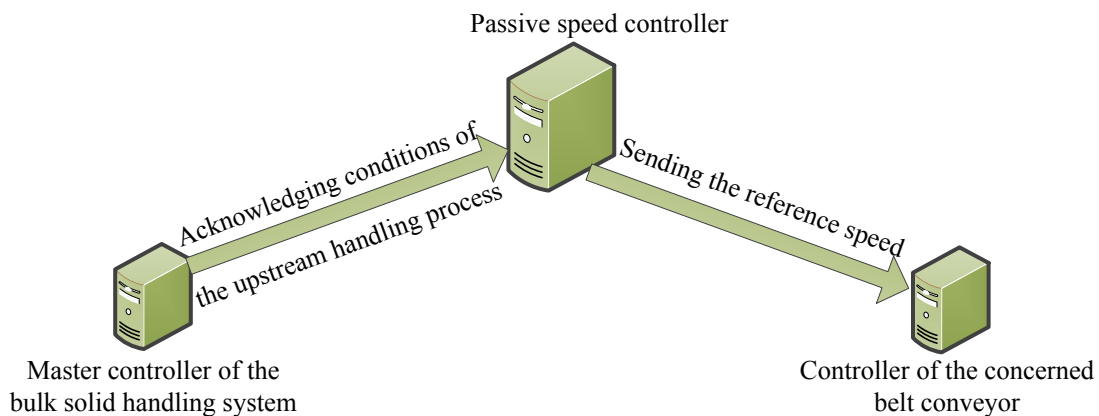 Passive speed controller
Acknowledging conditions of
the upstream handling process
Sending the reference speed
Master controller of the
bulk solid handling system
Controller of the concerned
belt conveyor